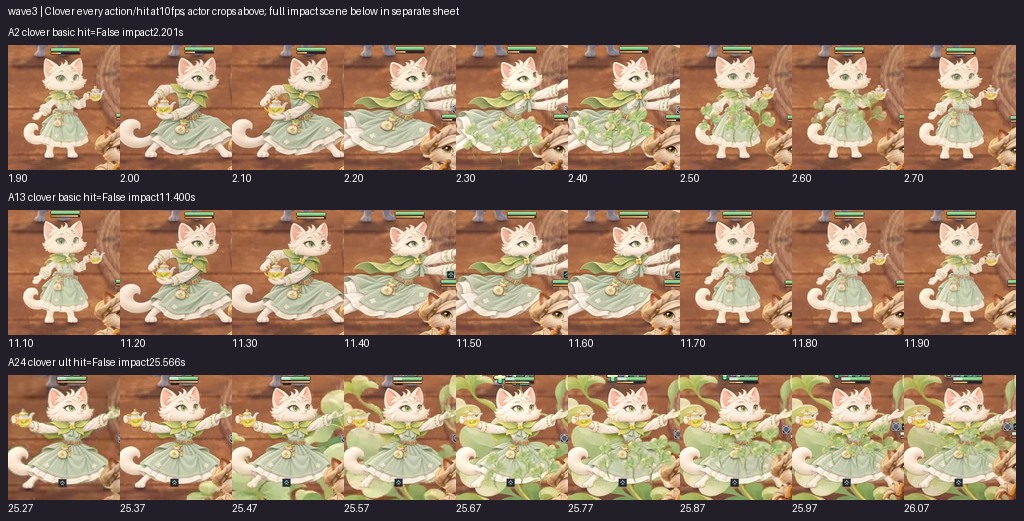 wave3 | Clover every action/hit at10fps; actor crops above; full impact scene below in separate sheet
A2 clover basic hit=False impact2.201s
1.90 2.00 2.10 2.20 2.30 2.40 2.50 2.60 2.70
A13 clover basic hit=False impact11.400s
11.10 11.20 11.30 11.40 11.50 11.60 11.70 11.80 11.90
A24 clover ult hit=False impact25.566s
25.27 25.37 25.47 25.57 25.67 25.77 25.87 25.97 26.07